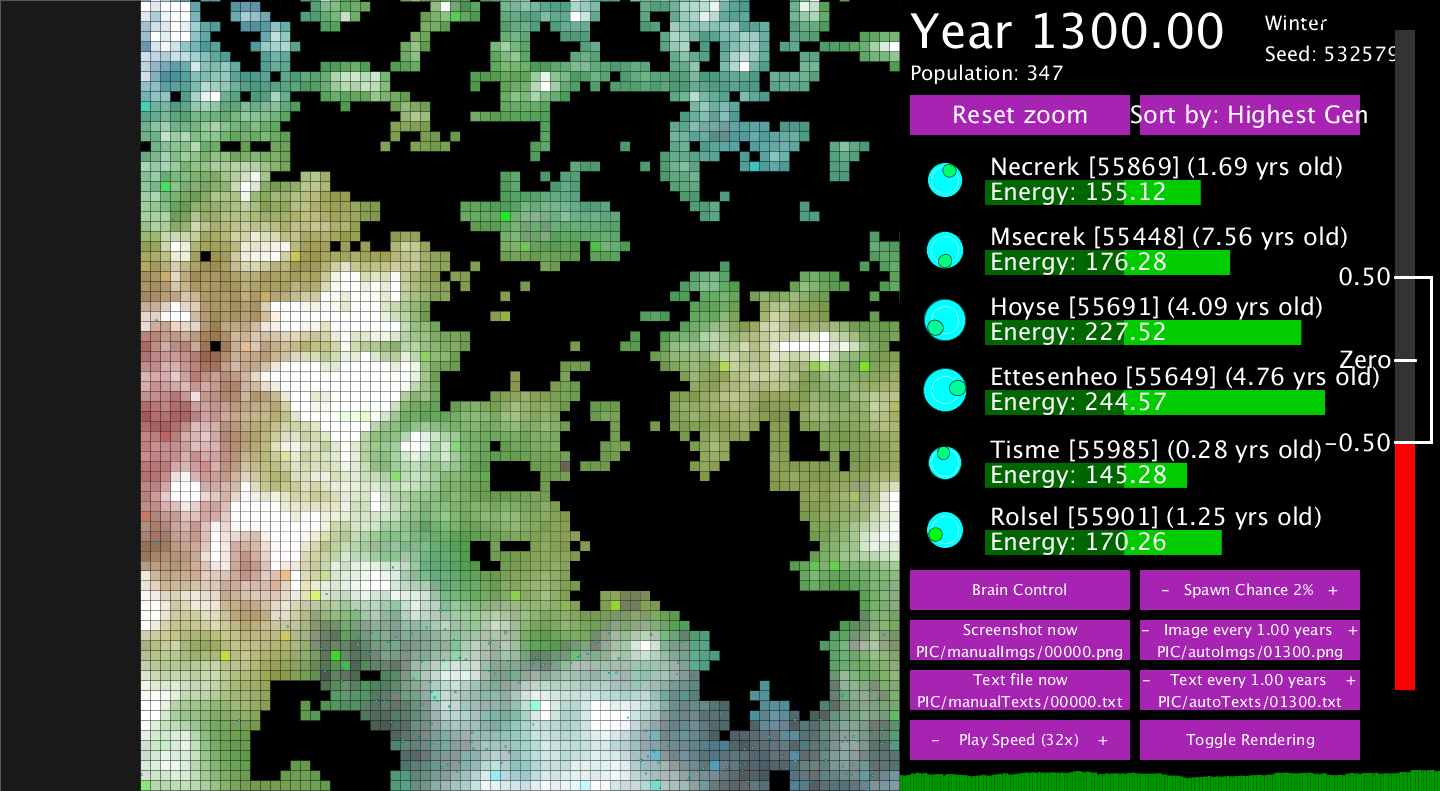 Year 1300.00
Winter
Seed: 532579
Population: 347
Reset zoom
Sort by: Highest Gen
Necrerk [55869] (1.69 yrs old)
Energy: 155.12
Msecrek [55448] (7.56 yrs old)
Energy: 176.28
0.50
Hoyse [55691] (4.09 yrs old)
Energy: 227.52
Zero
Ettesenheo [55649] (4.76 yrs old)
Energy: 244.57
−0.50
Tisme [55985] (0.28 yrs old)
Energy: 145.28
Rolsel [55901] (1.25 yrs old)
Energy: 170.26
Brain Control
– Spawn Chance 2% +
Screenshot now
PIC/manualImgs/00000.png
– Image every 1.00 years +
PIC/autoImgs/01300.png
Text file now
PIC/manualTexts/00000.txt
– Text every 1.00 years +
PIC/autoTexts/01300.txt
– Play Speed (32x) +
Toggle Rendering